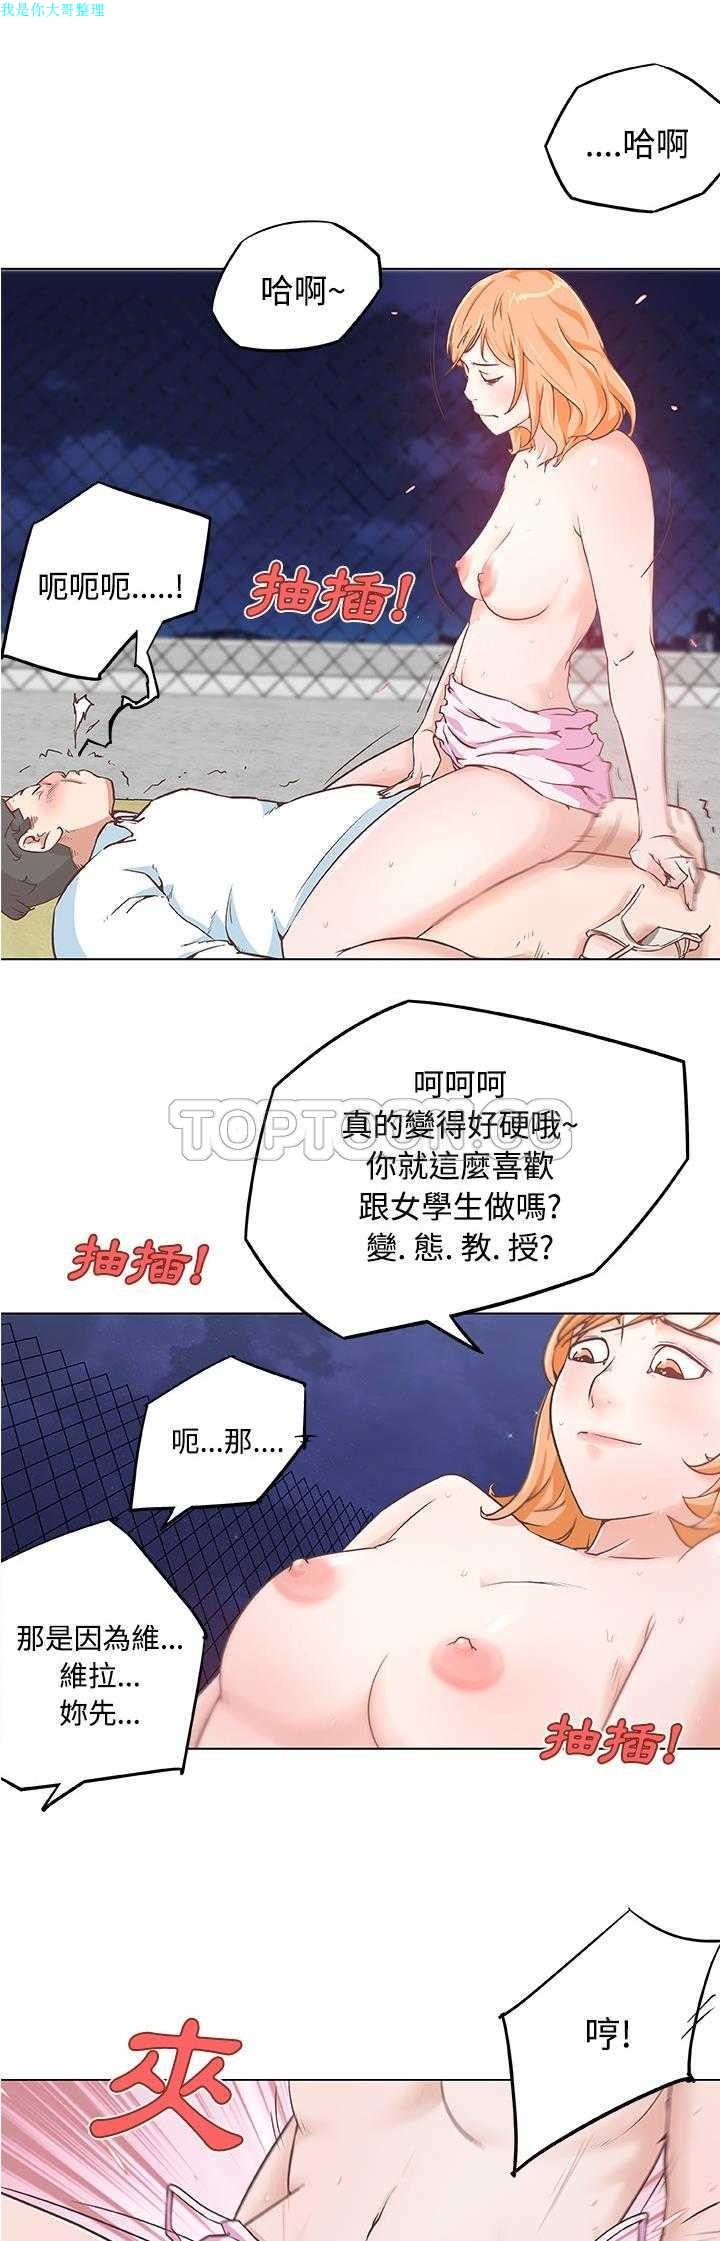 我是你大哥整理
....哈啊
哈啊~
呃呃呃.....!
抽插!
呵呵呵
真的變得好硬哦~
你就這麼喜歡
跟女學生做嗎?
變.態.教.授?
TOPTOON.CC
抽插!
呃...那....
那是因為維...
維拉...
妳先...
抽插!
哼!
夾